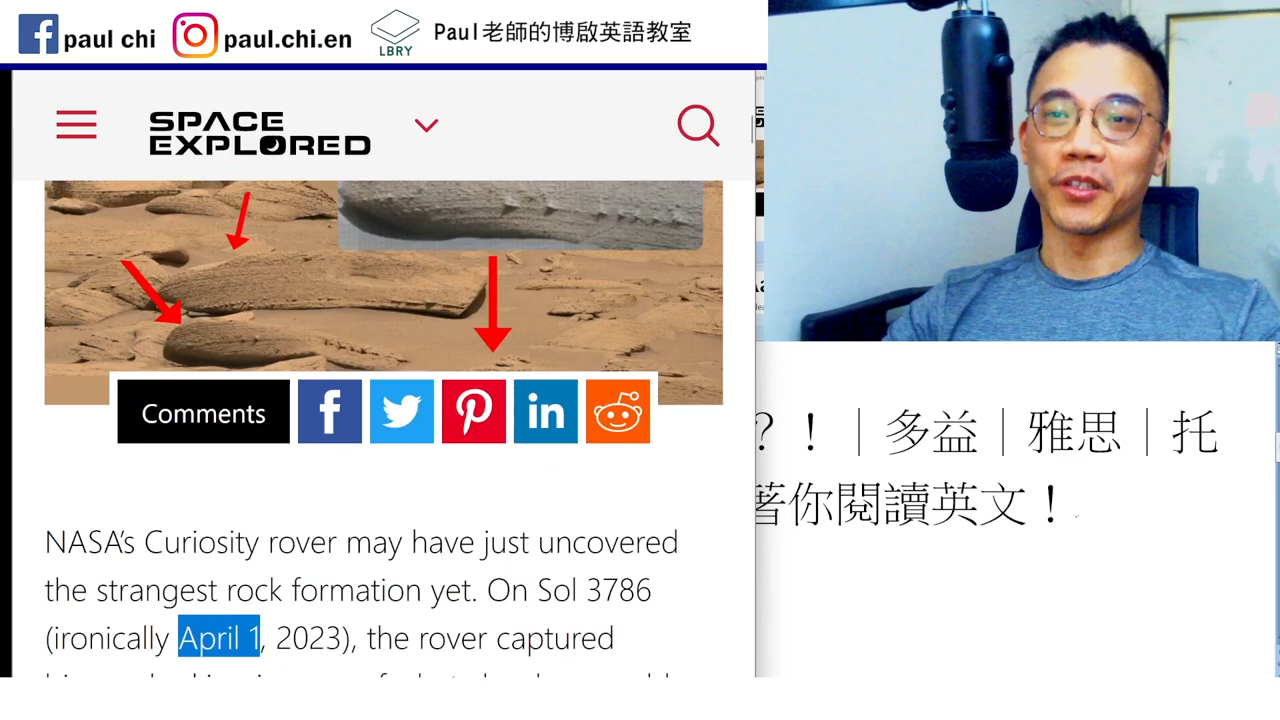 paul chi
paul.chi.en
LBRY
Paul老師的博啟英語教室
SPACE
EXPLORED
Comments
？！｜多益｜雅思｜托
著你閱讀英文！
NASA's Curiosity rover may have just uncovered
the strangest rock formation yet. On Sol 3786
(ironically April 1, 2023), the rover captured